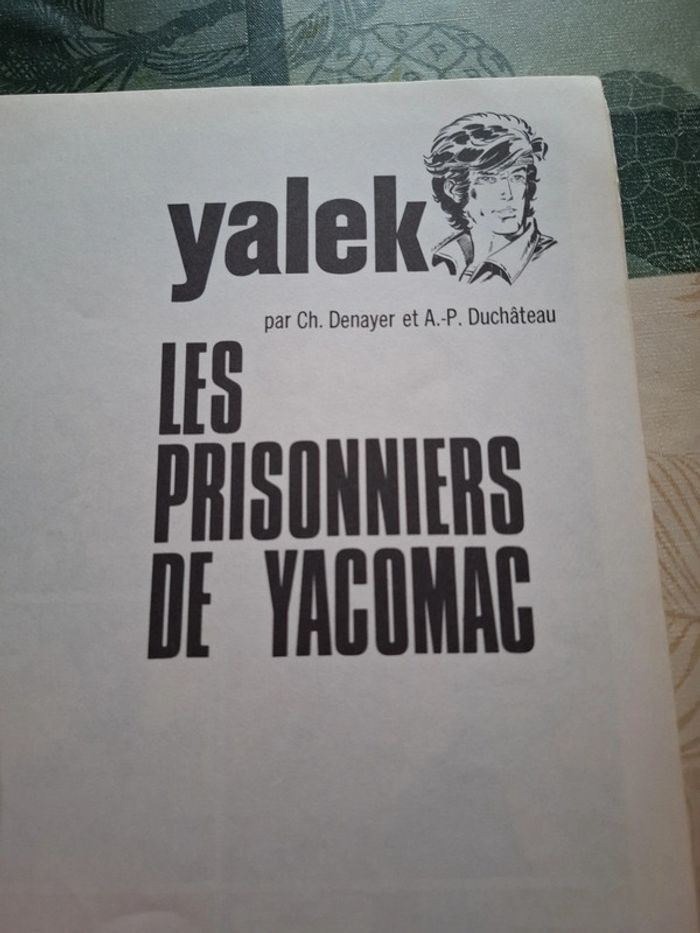 yalek
par Ch. Denayer et A.-P. Duchâteau
LES
PRISONNIERS
DE YACOMAC